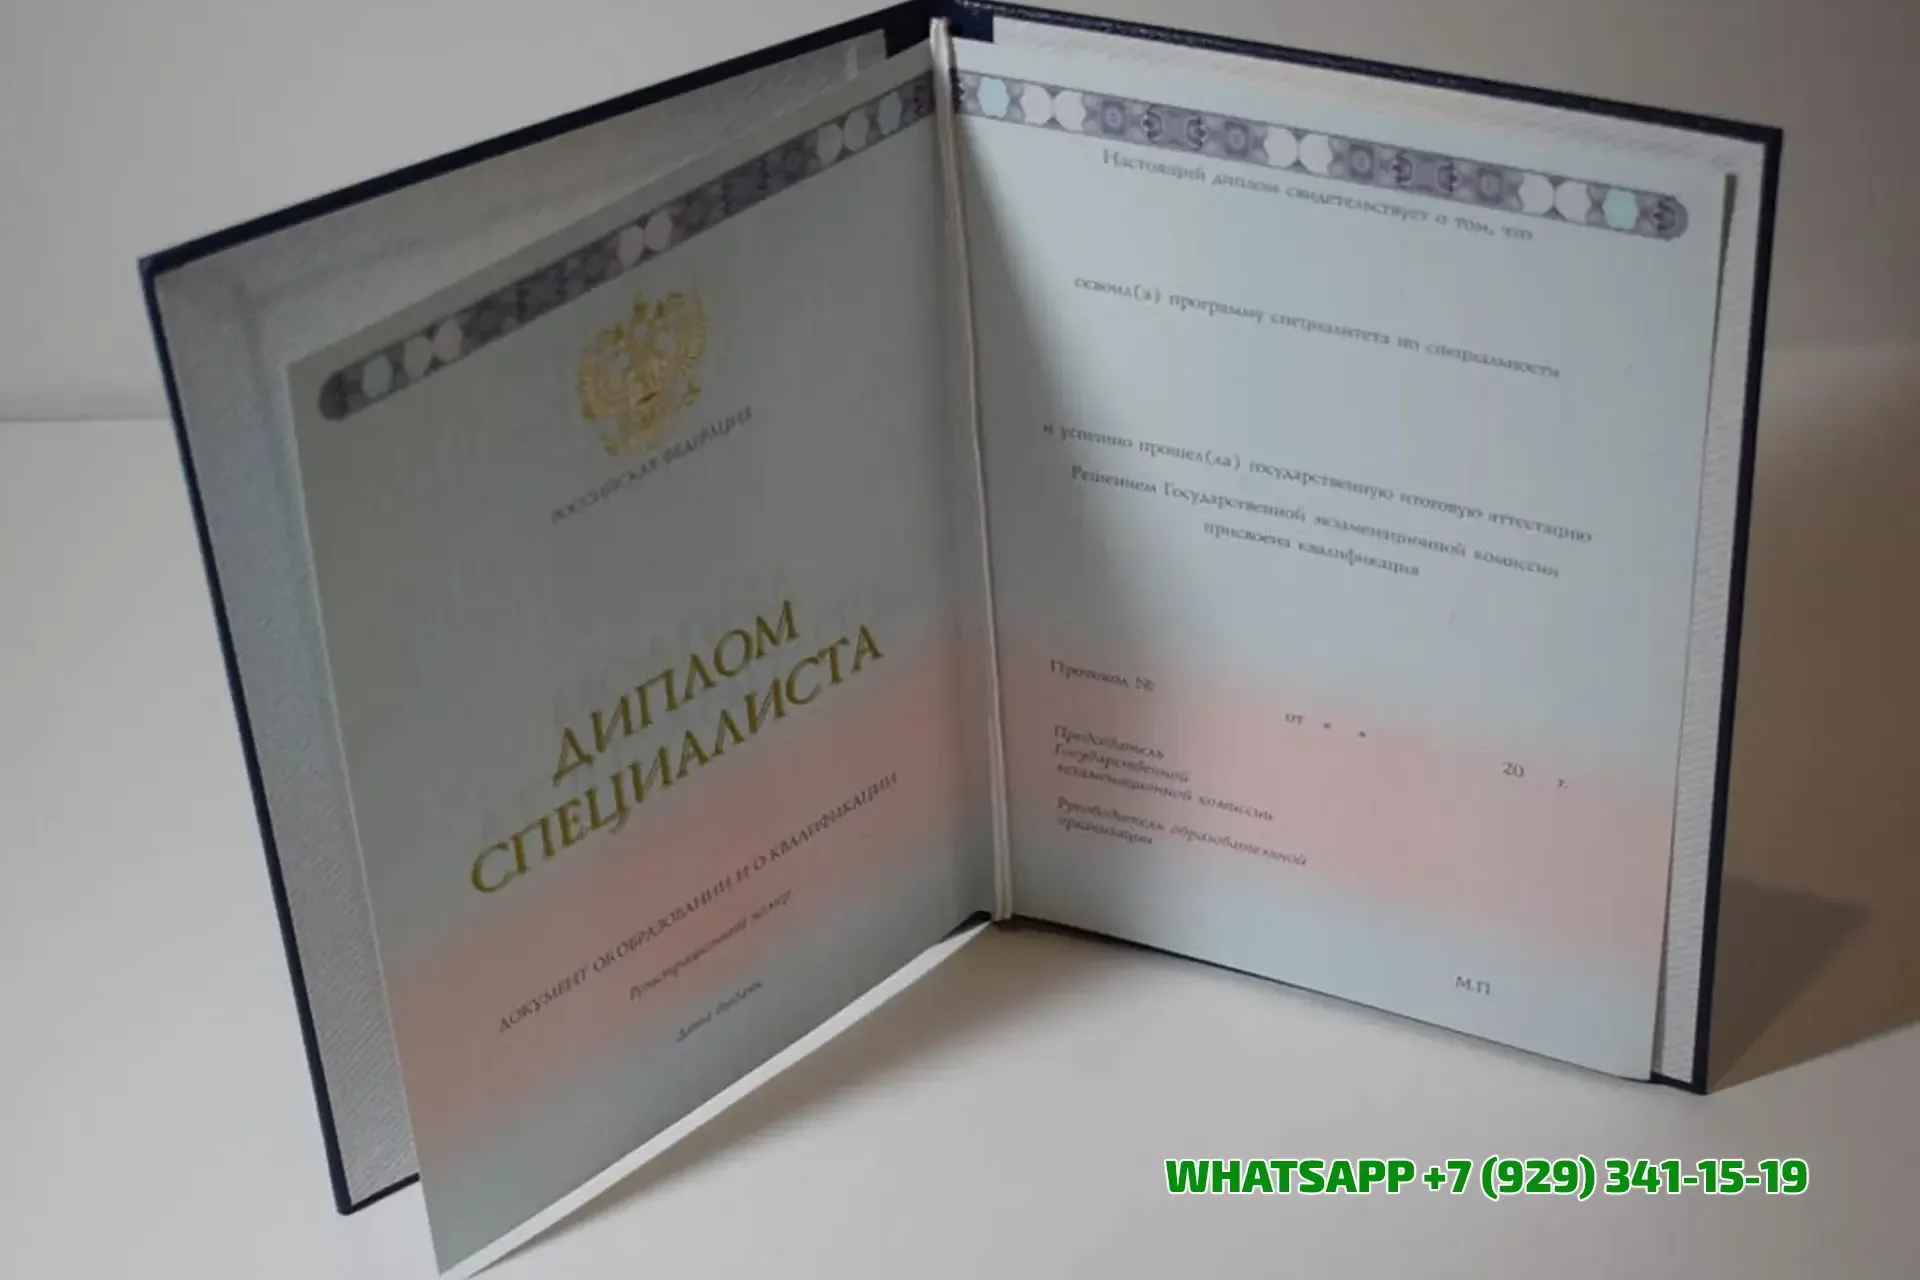 РОССИЙСКАЯ ФЕДЕРАЦИЯ
ДИПЛОМ
СПЕЦИАЛИСТА
ДОКУМЕНТ ОБ ОБРАЗОВАНИИ И О КВАЛИФИКАЦИИ
Регистрационный номер
Дата выдачи
Настоящий диплом свидетельствует о том, что
освоил(а) программу специалитета по специальности
и успешно прошел(ла) государственную итоговую аттестацию
Решением Государственной экзаменационной комиссии
присвоена квалификация
Протокол №
от « » 20 г.
Председатель
Государственной
экзаменационной комиссии
Руководитель образовательной
организации
М.П.
WHATSAPP +7 (929) 341-15-19